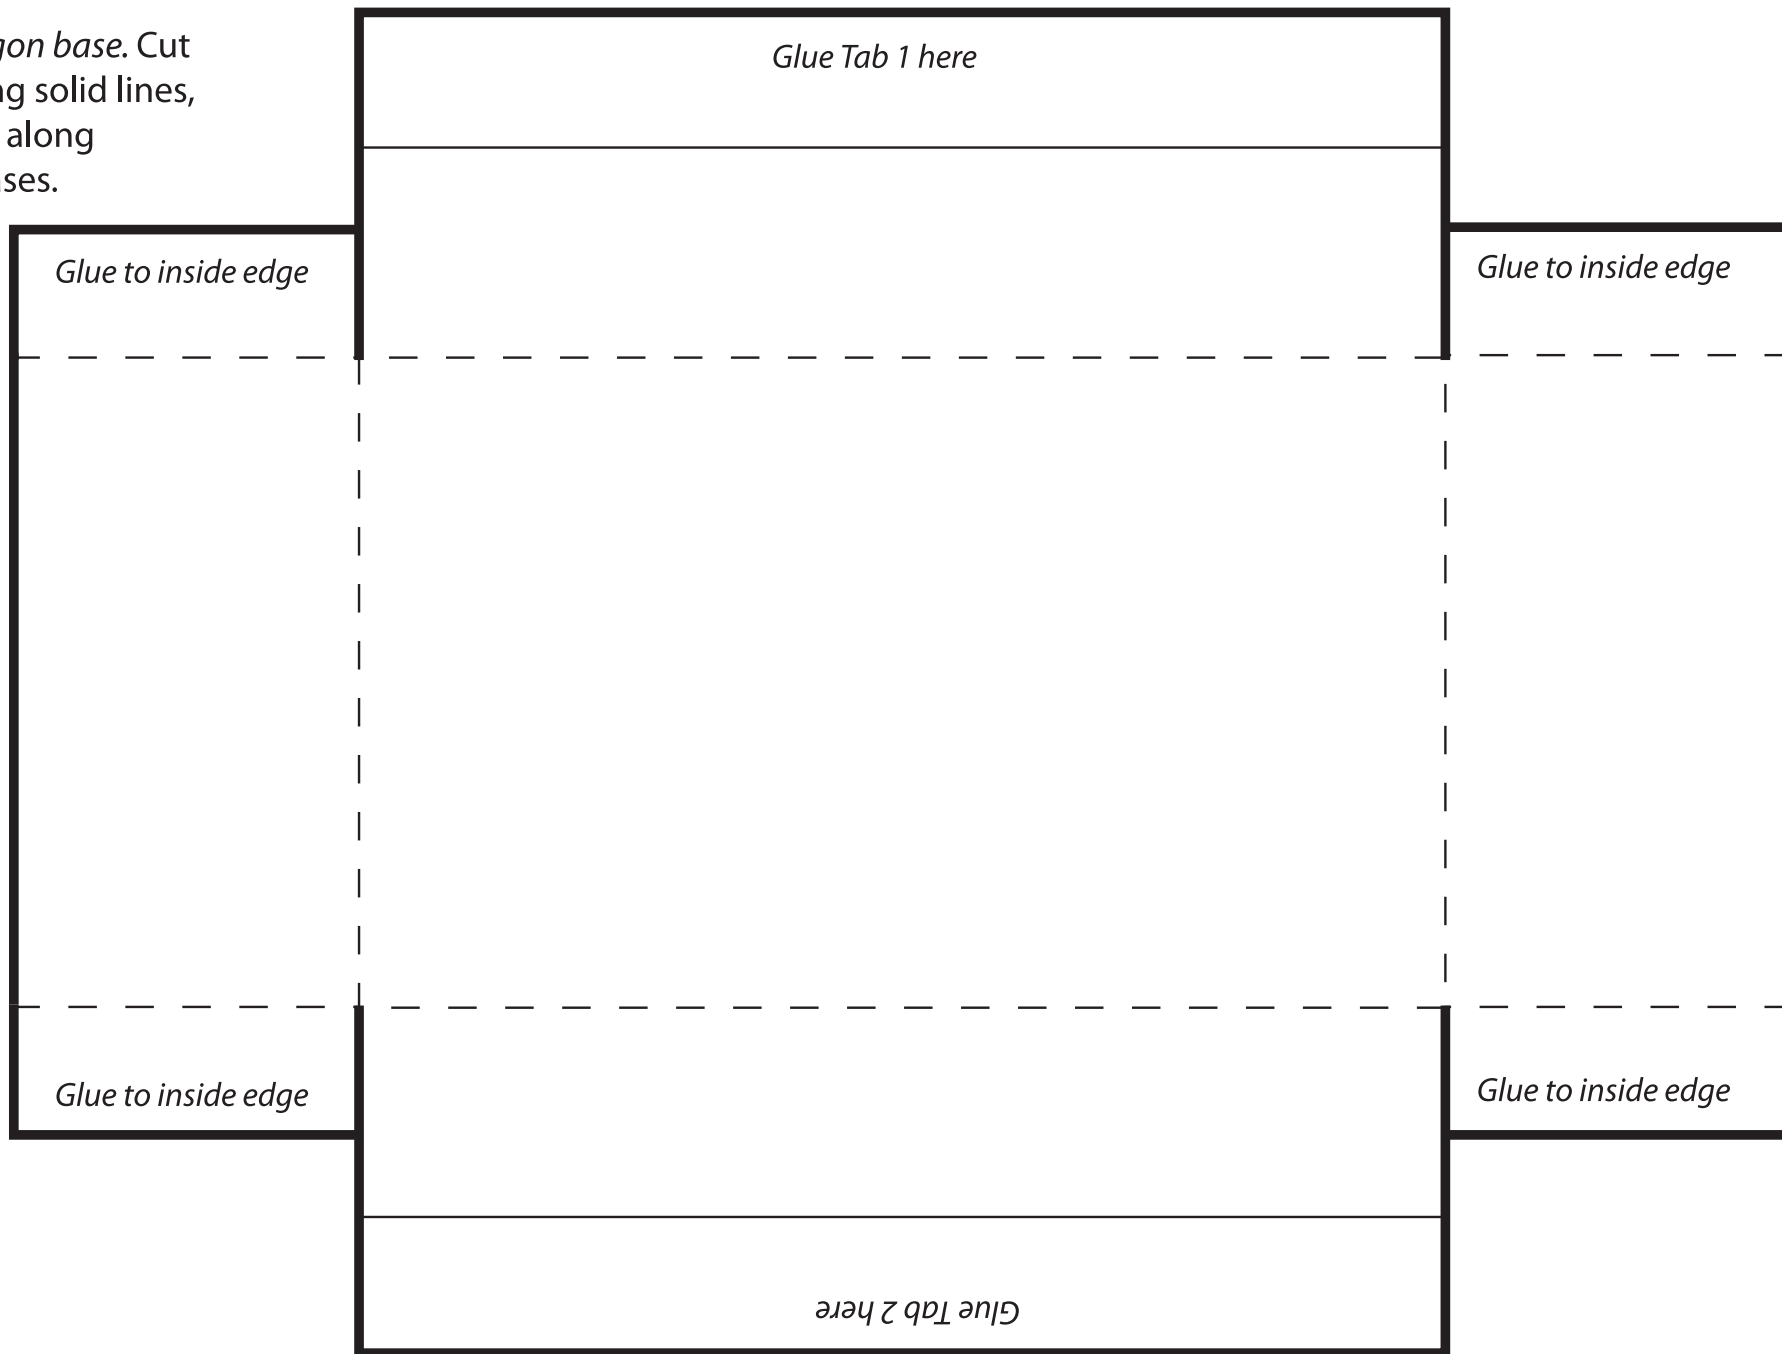 gon base. Cut
ng solid lines,
along
ses.
Glue Tab 1 here
Glue to inside edge
Glue to inside edge
Glue to inside edge
Glue to inside edge
Glue Tab 2 here